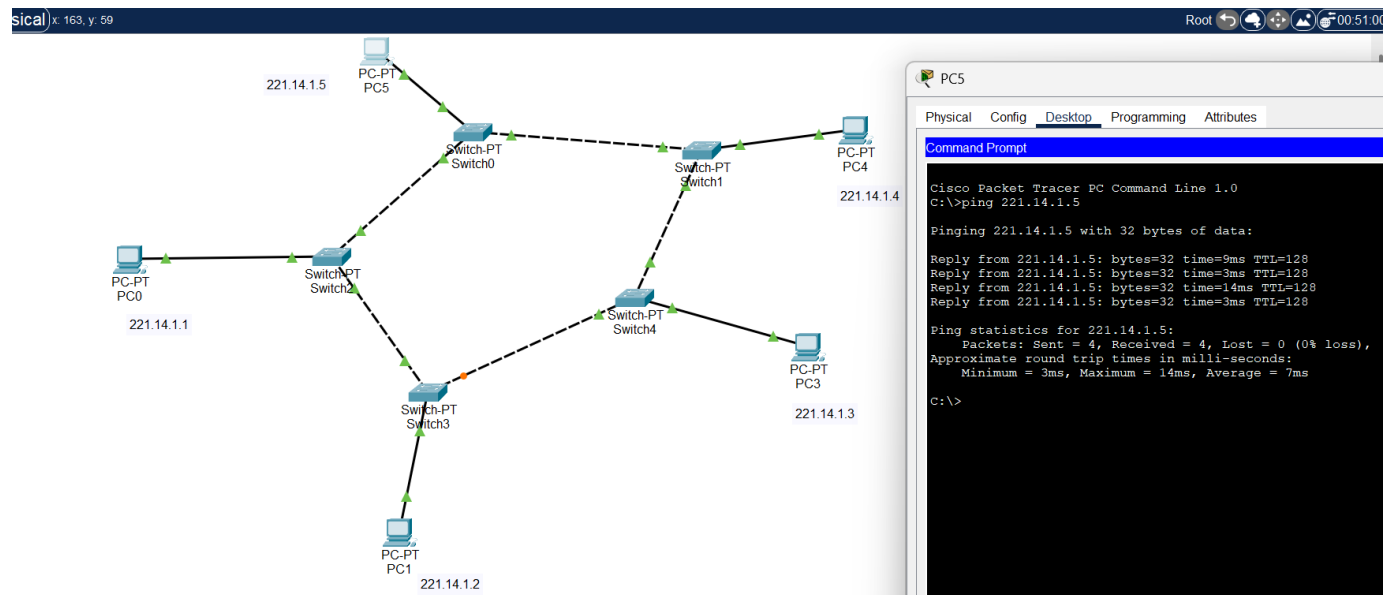 sical x: 163, y: 59
Root 00:51:00
PC-PT
PC5
221.14.1.5
Switch-PT
Switch0
Switch-PT
Switch1
PC-PT
PC4
221.14.1.4
PC-PT
PC0
221.14.1.1
Switch-PT
Switch2
Switch-PT
Switch4
PC-PT
PC3
221.14.1.3
Switch-PT
Switch3
PC-PT
PC1
221.14.1.2
PC5
Physical Config Desktop Programming Attributes
Command Prompt
Cisco Packet Tracer PC Command Line 1.0
C:\>ping 221.14.1.5
Pinging 221.14.1.5 with 32 bytes of data:
Reply from 221.14.1.5: bytes=32 time=9ms TTL=128
Reply from 221.14.1.5: bytes=32 time=3ms TTL=128
Reply from 221.14.1.5: bytes=32 time=14ms TTL=128
Reply from 221.14.1.5: bytes=32 time=3ms TTL=128
Ping statistics for 221.14.1.5:
Packets: Sent = 4, Received = 4, Lost = 0 (0% loss),
Approximate round trip times in milli-seconds:
Minimum = 3ms, Maximum = 14ms, Average = 7ms
C:\>